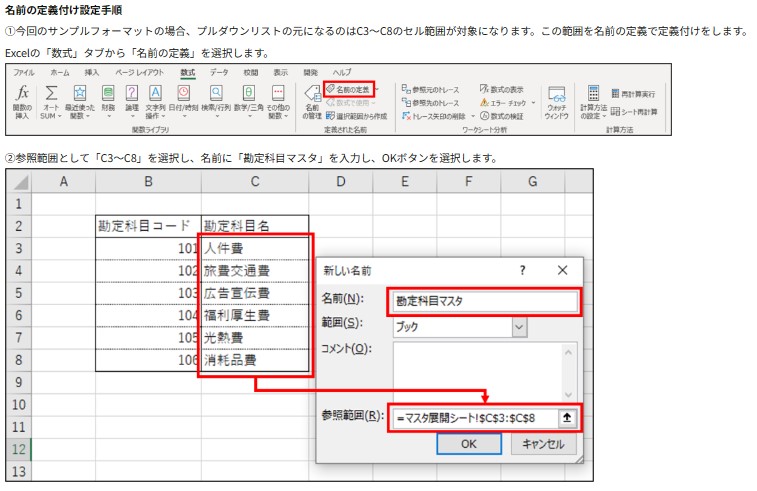 名前の定義付け設定手順
①今回のサンプルフォーマットの場合、プルダウンリストの元になるのはC3～C8のセル範囲が対象になります。この範囲を名前の定義で定義付けをします。
Excelの「数式」タブから「名前の定義」を選択します。
ファイル ホーム 挿入 ページ レイアウト 数式 データ 校閲 表示 開発 ヘルプ
fx 関数の挿入
Σ オート SUM
最近使った関数
財務
論理
文字列操作
日付/時刻
検索/行列
数学/三角
その他の関数
関数ライブラリ
名前の管理
名前の定義
数式で使用
選択範囲から作成
定義された名前
参照元のトレース
参照先のトレース
トレース矢印の削除
数式の表示
エラー チェック
数式の検証
ワークシート分析
ウォッチ ウィンドウ
計算方法の設定
再計算実行
シート再計算
計算方法
②参照範囲として「C3～C8」を選択し、名前に「勘定科目マスタ」を入力し、OKボタンを選択します。
A B C D E F G
1
2 勘定科目コード 勘定科目名
3 101 人件費
4 102 旅費交通費
5 103 広告宣伝費
6 104 福利厚生費
7 105 光熱費
8 106 消耗品費
9
10
11
12
13
新しい名前 ? ×
名前(N): 勘定科目マスタ
範囲(S): ブック
コメント(O):
参照範囲(R): =マスタ展開シート!$C$3:$C$8
OK キャンセル